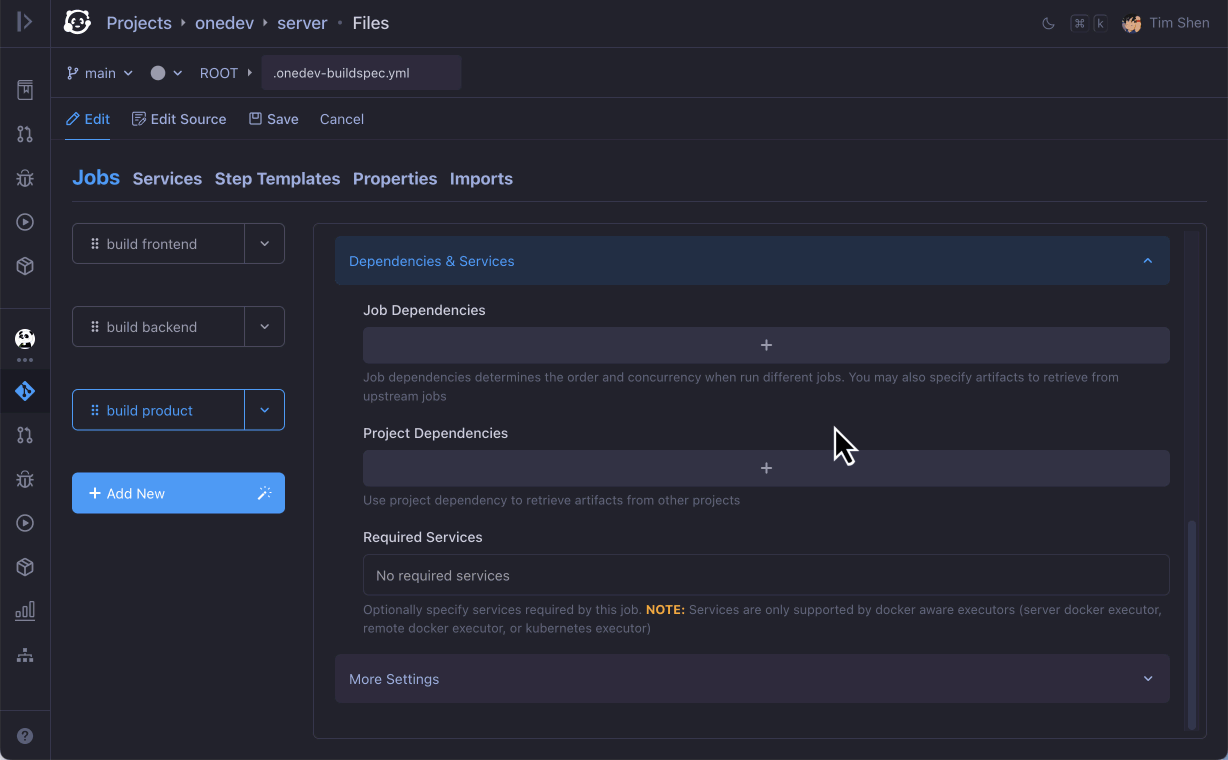 Projects onedev server Files
⌘ k Tim Shen
main ROOT .onedev-buildspec.yml
Edit Edit Source Save Cancel
Jobs Services Step Templates Properties Imports
build frontend
build backend
build product
+ Add New
Dependencies & Services
Job Dependencies
+
Job dependencies determines the order and concurrency when run different jobs. You may also specify artifacts to retrieve from
upstream jobs
Project Dependencies
+
Use project dependency to retrieve artifacts from other projects
Required Services
No required services
Optionally specify services required by this job. NOTE: Services are only supported by docker aware executors (server docker executor,
remote docker executor, or kubernetes executor)
More Settings
?